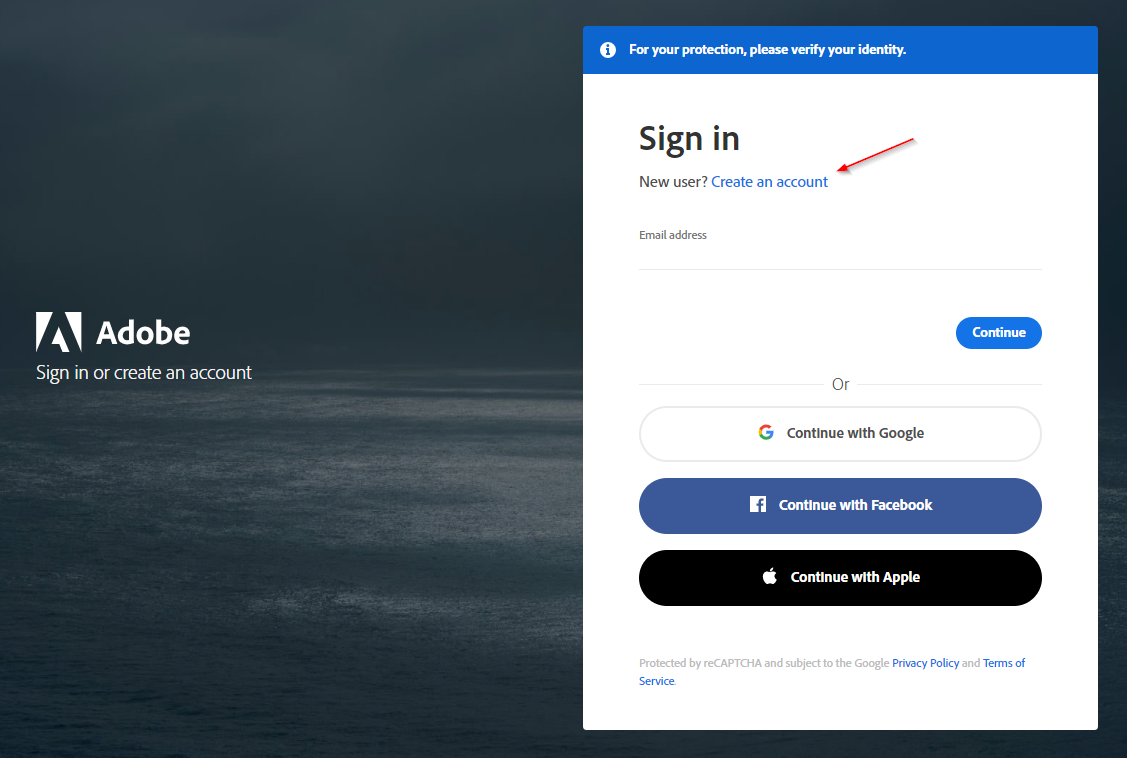 For your protection, please verify your identity.
Sign in
New user? Create an account
Email address
Adobe
Sign in or create an account
Continue
Or
Continue with Google
Continue with Facebook
Continue with Apple
Protected by reCAPTCHA and subject to the Google Privacy Policy and Terms of
Service.